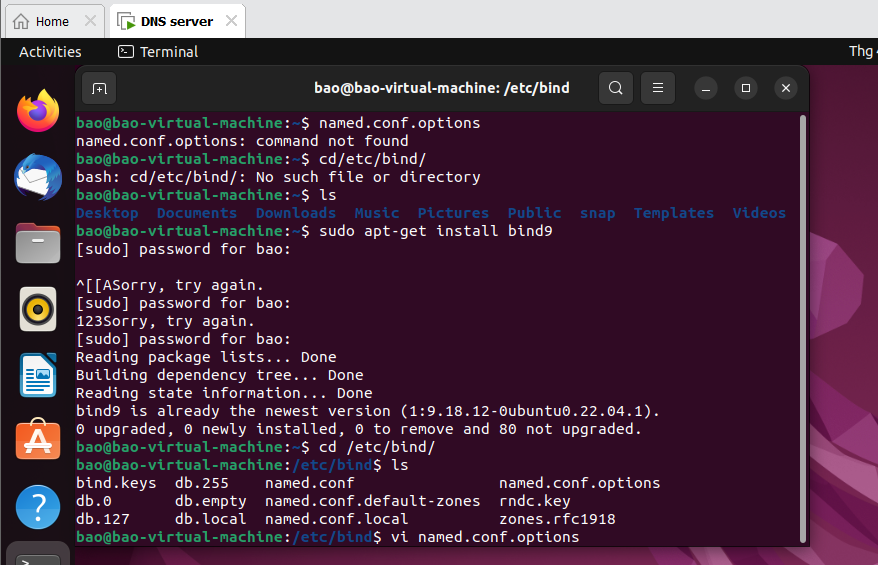 Home
DNS server
Activities
Terminal
Thg
bao@bao-virtual-machine: /etc/bind
bao@bao-virtual-machine:~$ named.conf.options
named.conf.options: command not found
bao@bao-virtual-machine:~$ cd/etc/bind/
bash: cd/etc/bind/: No such file or directory
bao@bao-virtual-machine:~$ ls
Desktop  Documents  Downloads  Music  Pictures  Public  snap  Templates  Videos
bao@bao-virtual-machine:~$ sudo apt-get install bind9
[sudo] password for bao:
^[[ASorry, try again.
[sudo] password for bao:
123Sorry, try again.
[sudo] password for bao:
Reading package lists... Done
Building dependency tree... Done
Reading state information... Done
bind9 is already the newest version (1:9.18.12-0ubuntu0.22.04.1).
0 upgraded, 0 newly installed, 0 to remove and 80 not upgraded.
bao@bao-virtual-machine:~$ cd /etc/bind/
bao@bao-virtual-machine:/etc/bind$ ls
bind.keys  db.255    named.conf                named.conf.options
db.0       db.empty  named.conf.default-zones  rndc.key
db.127     db.local  named.conf.local          zones.rfc1918
bao@bao-virtual-machine:/etc/bind$ vi named.conf.options